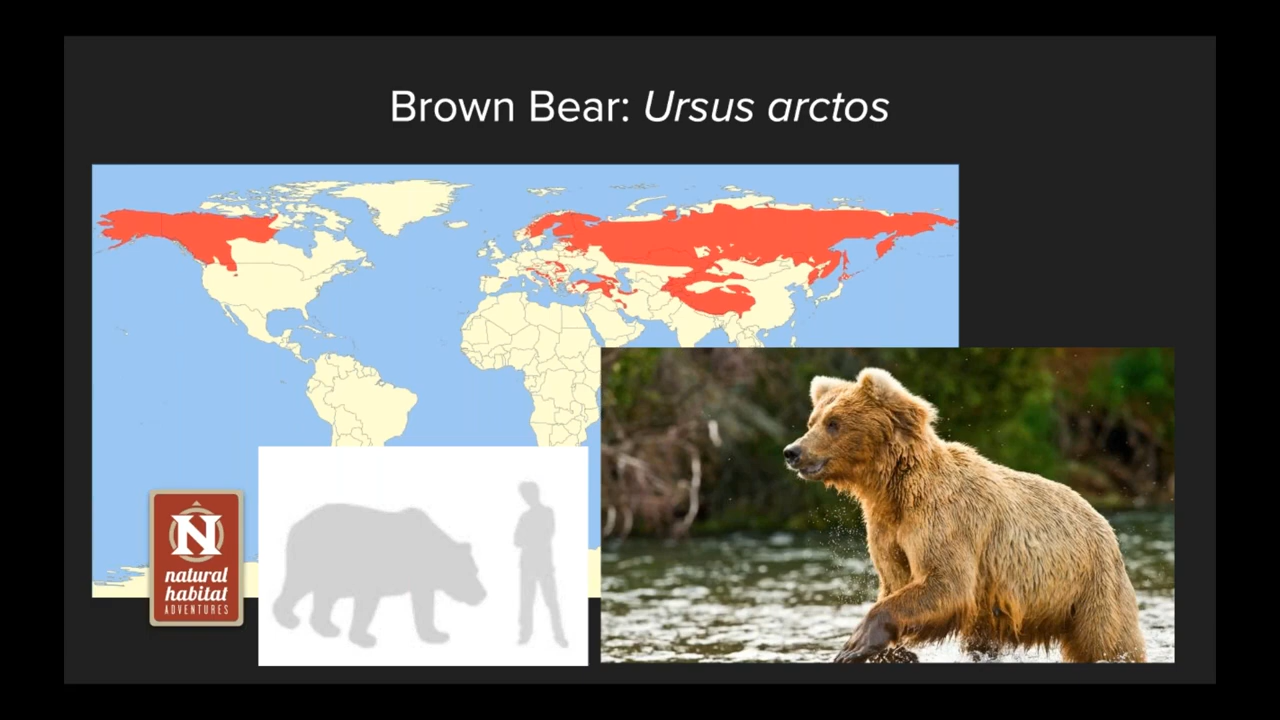 Brown Bear: Ursus arctos
N
natural
habitat
ADVENTURES